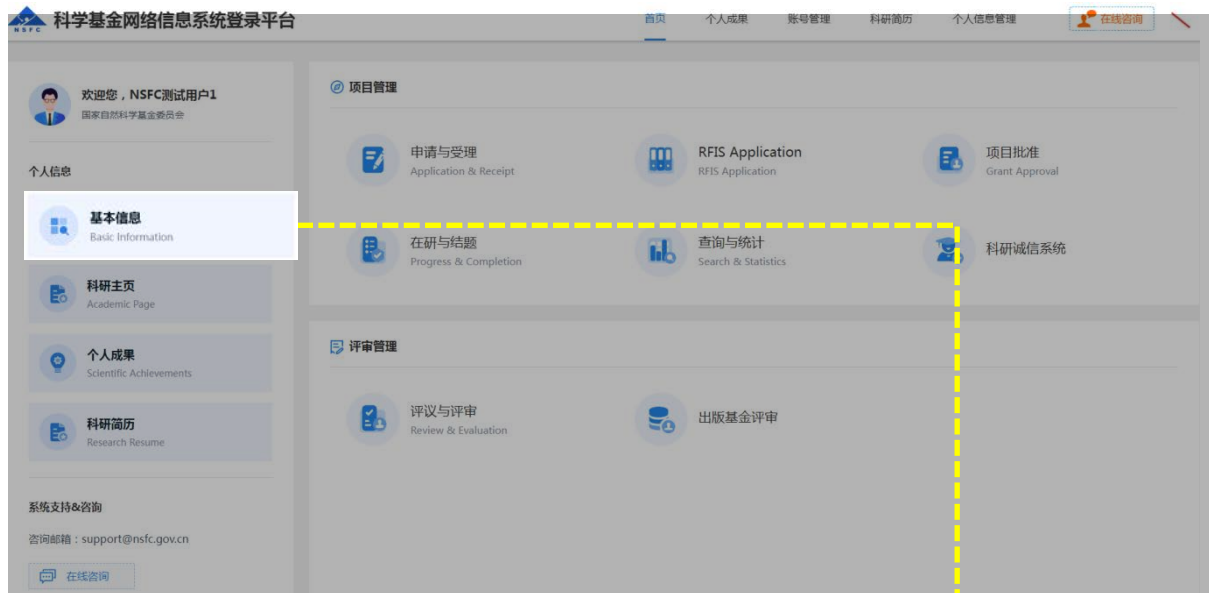 NSFC
科学基金网络信息系统登录平台
首页
个人成果
账号管理
科研简历
个人信息管理
在线咨询
欢迎您，NSFC测试用户1
国家自然科学基金委员会
个人信息
基本信息
Basic Information
科研主页
Academic Page
个人成果
Scientific Achievements
科研简历
Research Resume
系统支持&咨询
咨询邮箱：support@nsfc.gov.cn
在线咨询
项目管理
申请与受理
Application & Receipt
RFIS Application
RFIS Application
项目批准
Grant Approval
在研与结题
Progress & Completion
查询与统计
Search & Statistics
科研诚信系统
评审管理
评议与评审
Review & Evaluation
出版基金评审